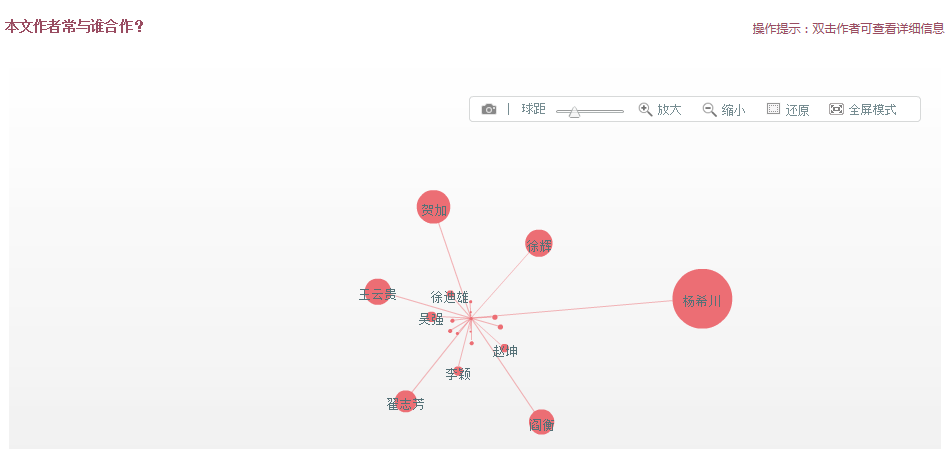 本文作者常与谁合作？
操作提示：双击作者可查看详细信息
球距 放大 缩小 还原 全屏模式
贺加
徐辉
王云贵
徐迪雄
杨希川
吴强
赵坤
李颖
翟志芳
阎衡